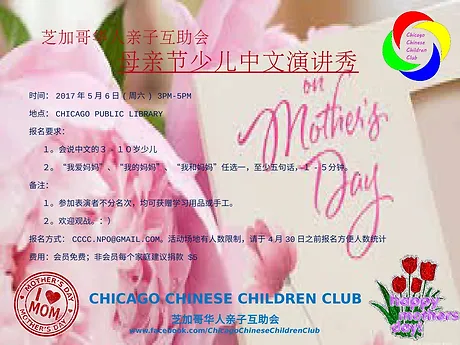 芝加哥华人亲子互助会
母亲节少儿中文演讲秀
Chicago
Chinese
Children
Club
on
Mother's
Day
时间： 2017年5月6日(周六) 3PM-5PM
地点： CHICAGO PUBLIC LIBRARY
报名要求：
1。会说中文的3－10岁少儿
2。“我爱妈妈”、“我的妈妈”、“我和妈妈”任选一，至少五句话，1－5分钟。
备注：
1。参加表演者不分名次，均可获赠学习用品或手工。
2。欢迎观战。：）
报名方式： CCCC.NPO@GMAIL.COM。活动场地有人数限制，请于4月30日之前报名方便人数统计
费用：会员免费；非会员每个家庭建议捐款 $5
MOTHER'S DAY
I
MOM
MOTHER'S DAY
CHICAGO CHINESE CHILDREN CLUB
芝加哥华人亲子互助会
www.facebook.com/ChicagoChineseChildrenClub
happy
mothers
day!